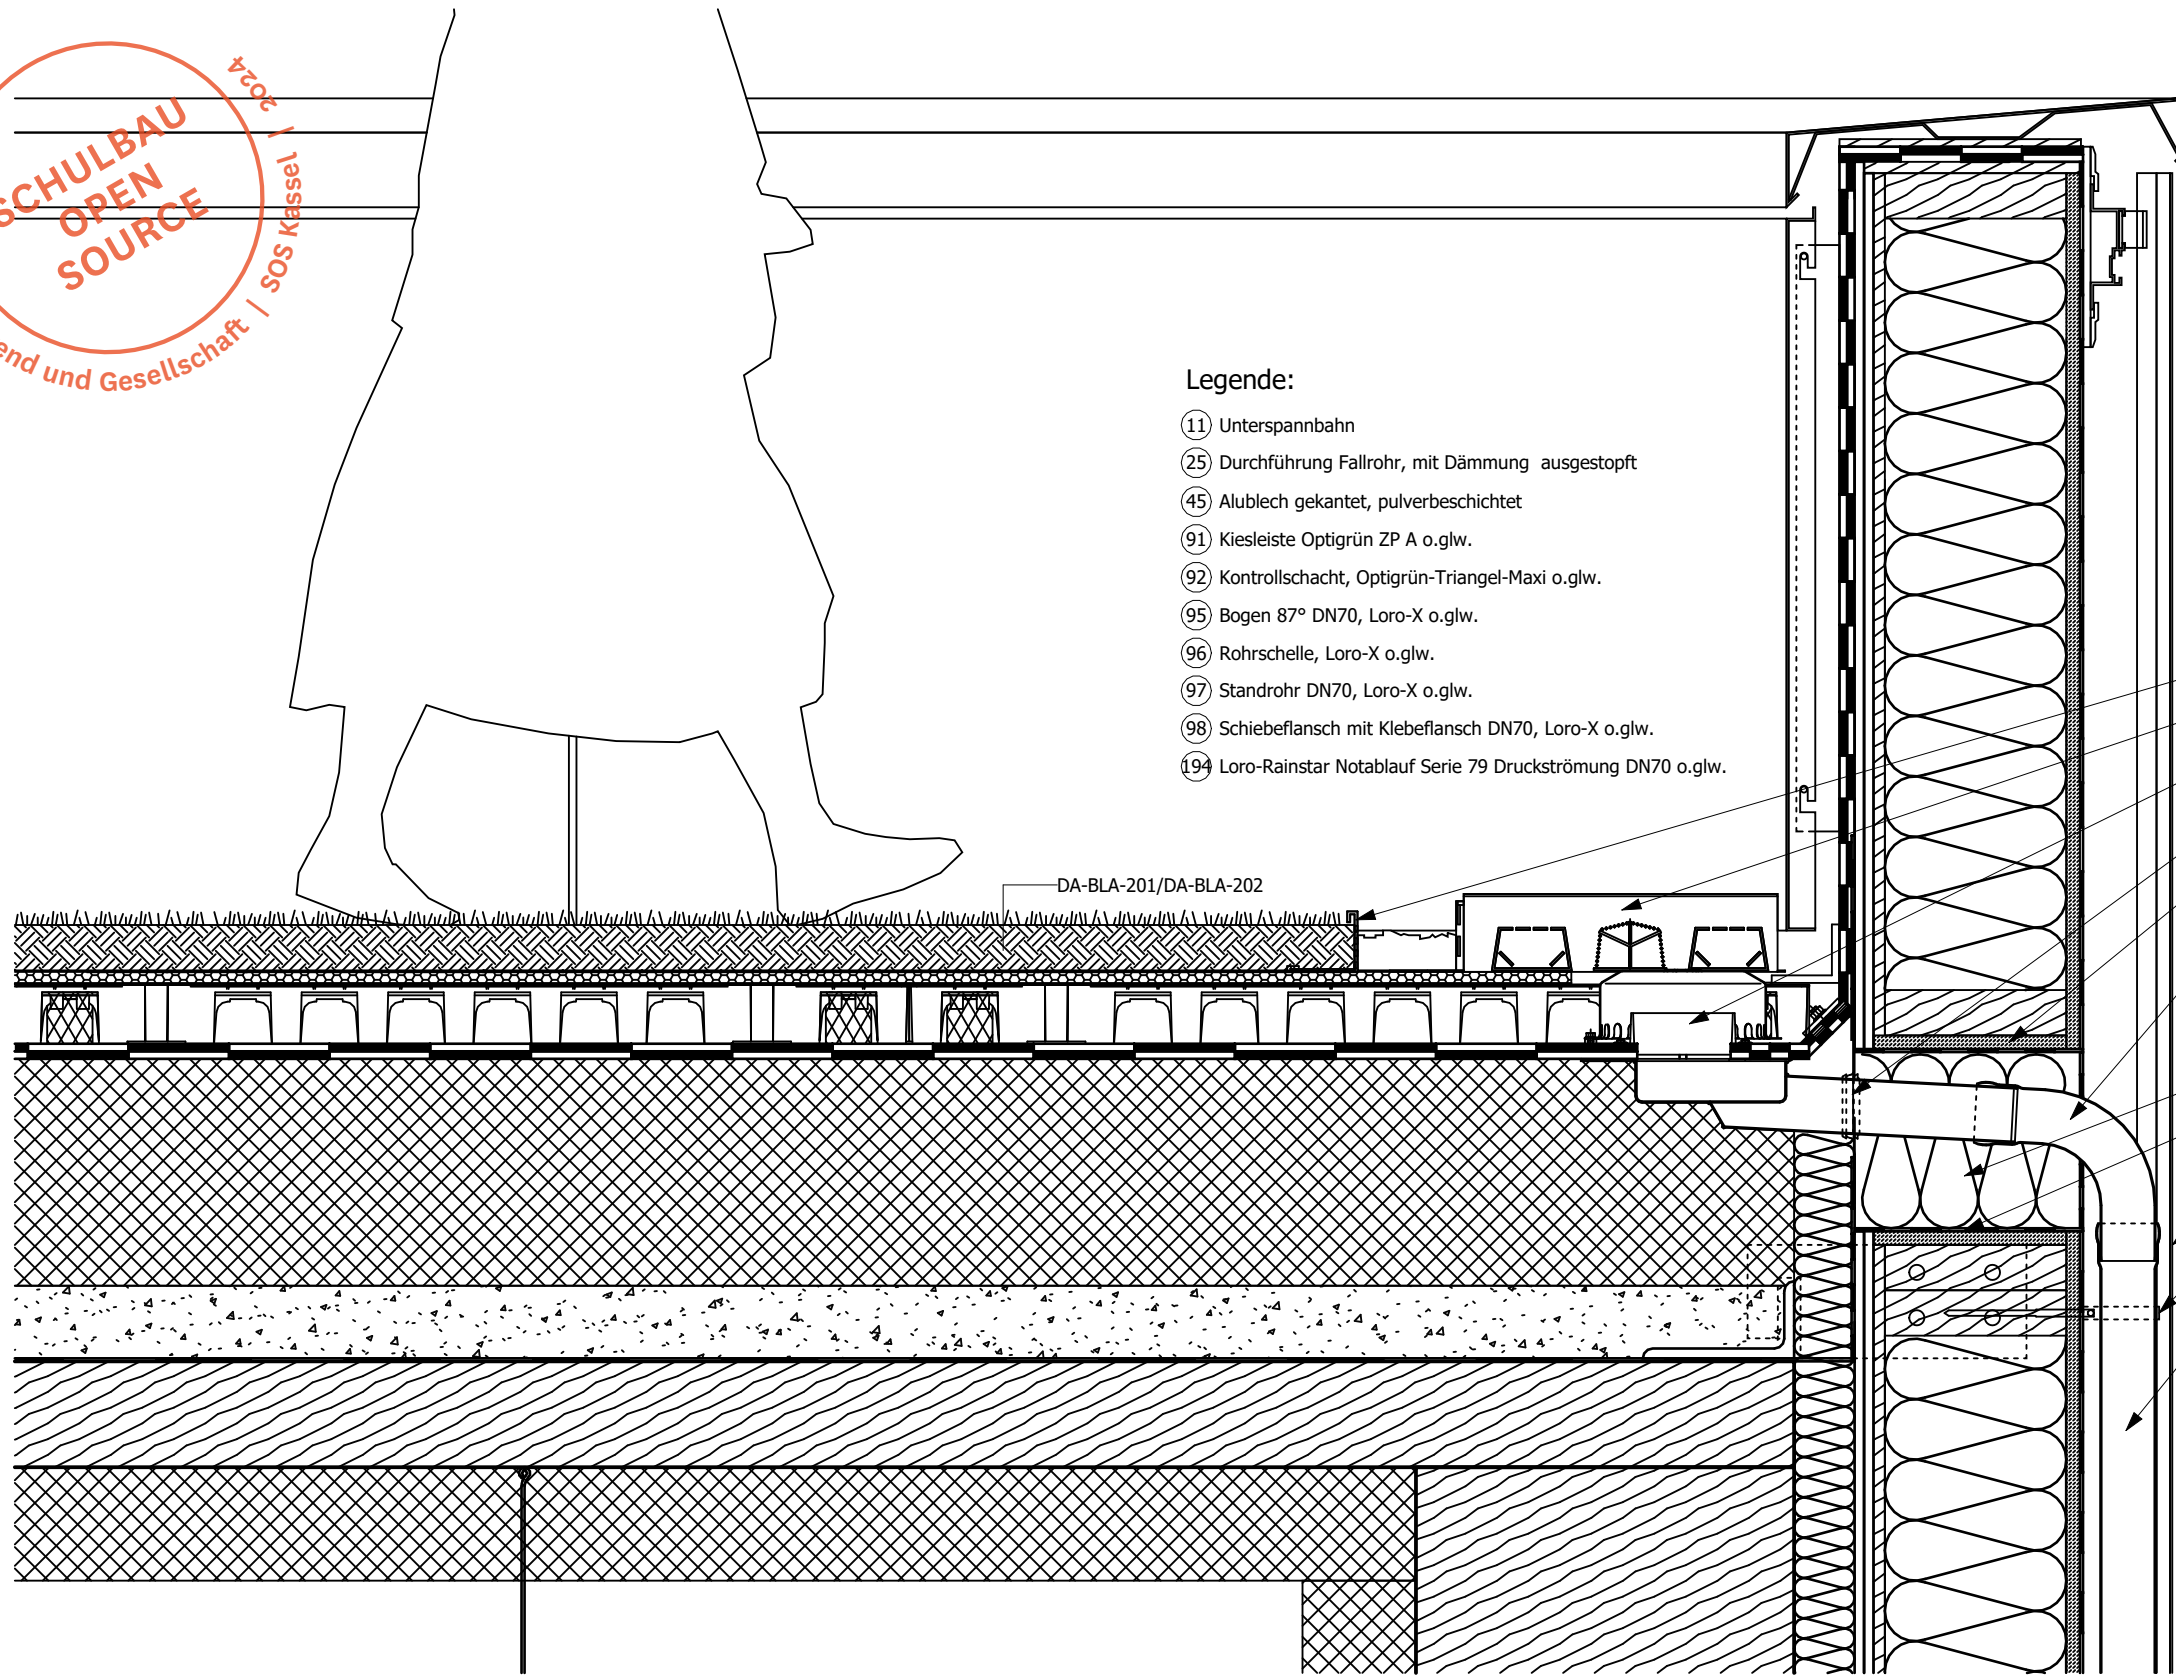 SCHULBAU
OPEN
SOURCE
end und Gesellschaft | SOS Kassel | 2024
Legende:
11 Unterspannbahn
25 Durchführung Fallrohr, mit Dämmung ausgestopft
45 Alublech gekantet, pulverbeschichtet
91 Kiesleiste Optigrün ZP A o.glw.
92 Kontrollschacht, Optigrün-Triangel-Maxi o.glw.
95 Bogen 87° DN70, Loro-X o.glw.
96 Rohrschelle, Loro-X o.glw.
97 Standrohr DN70, Loro-X o.glw.
98 Schiebeflansch mit Klebeflansch DN70, Loro-X o.glw.
194 Loro-Rainstar Notablauf Serie 79 Druckströmung DN70 o.glw.
DA-BLA-201/DA-BLA-202